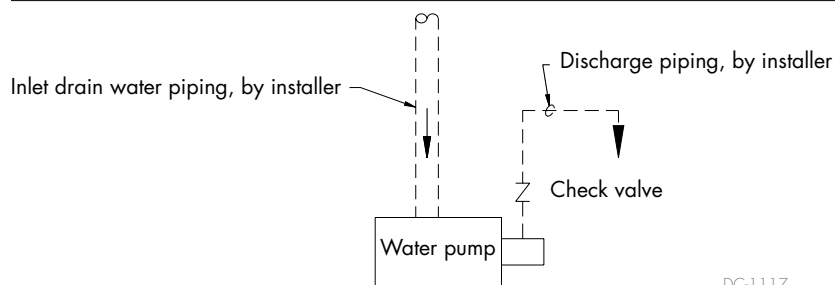 Discharge piping, by installer
Inlet drain water piping, by installer
Check valve
Water pump